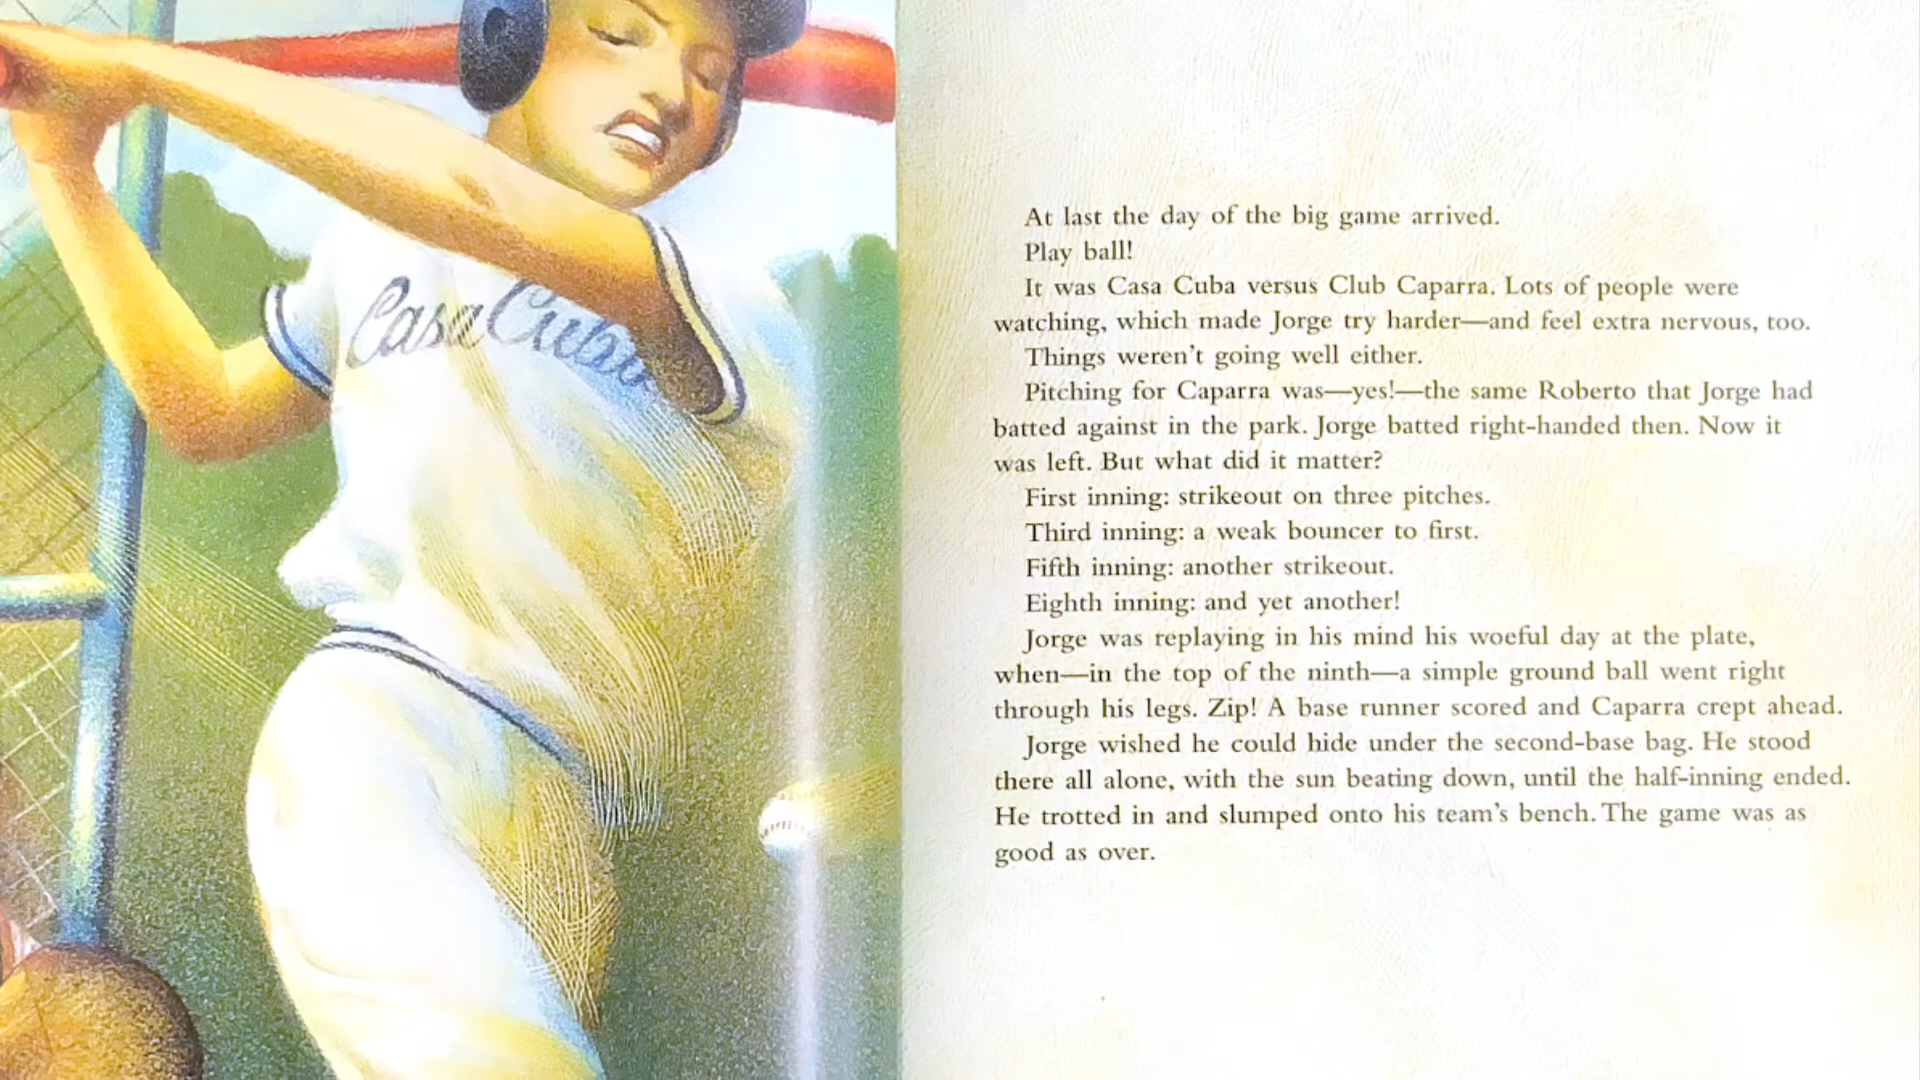 Casa Cuba
At last the day of the big game arrived.
Play ball!
It was Casa Cuba versus Club Caparra. Lots of people were
watching, which made Jorge try harder—and feel extra nervous, too.
Things weren't going well either.
Pitching for Caparra was—yes!—the same Roberto that Jorge had
batted against in the park. Jorge batted right-handed then. Now it
was left. But what did it matter?
First inning: strikeout on three pitches.
Third inning: a weak bouncer to first.
Fifth inning: another strikeout.
Eighth inning: and yet another!
Jorge was replaying in his mind his woeful day at the plate,
when—in the top of the ninth—a simple ground ball went right
through his legs. Zip! A base runner scored and Caparra crept ahead.
Jorge wished he could hide under the second-base bag. He stood
there all alone, with the sun beating down, until the half-inning ended.
He trotted in and slumped onto his team's bench. The game was as
good as over.